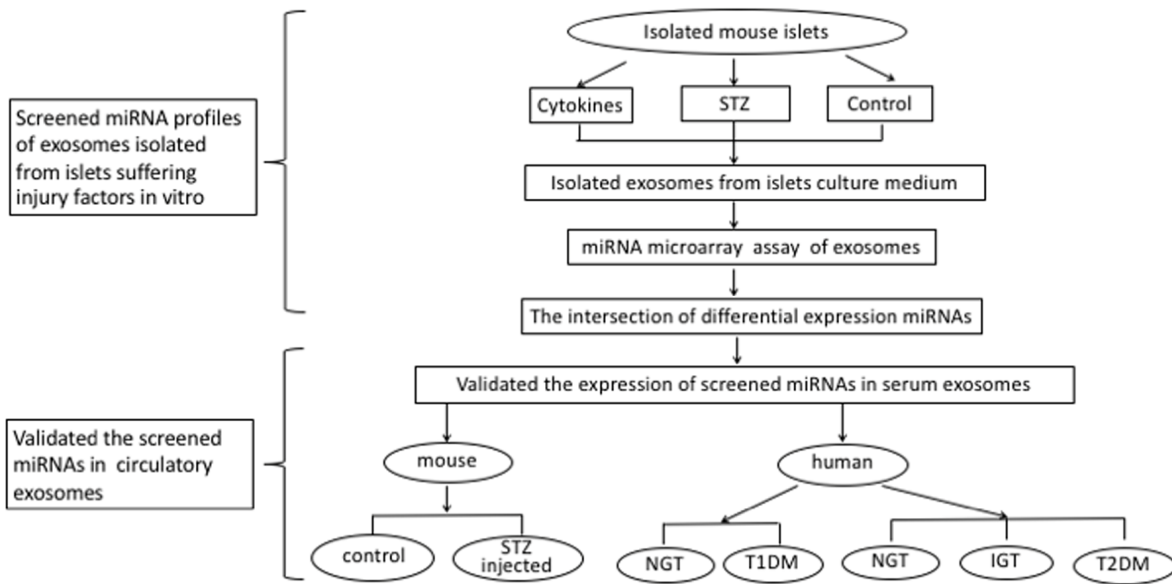 Isolated mouse islets
Cytokines
STZ
Control
Screened miRNA profiles
of exosomes isolated
from islets suffering
injury factors in vitro
Isolated exosomes from islets culture medium
miRNA microarray assay of exosomes
The intersection of differential expression miRNAs
Validated the expression of screened miRNAs in serum exosomes
Validated the screened
miRNAs in circulatory
exosomes
mouse
human
control
STZ
injected
NGT
T1DM
NGT
IGT
T2DM